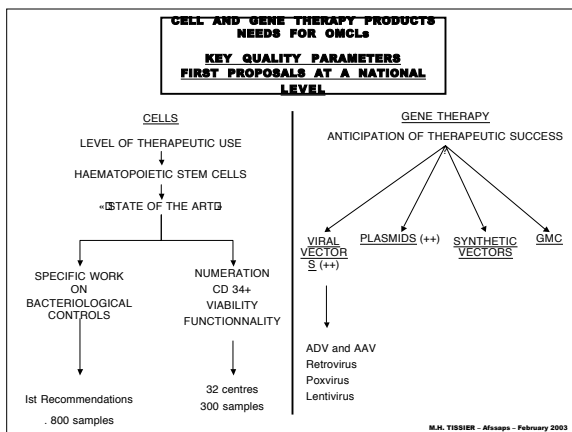 CELL AND GENE THERAPY PRODUCTS
NEEDS FOR OMCLs
KEY QUALITY PARAMETERS
FIRST PROPOSALS AT A NATIONAL
LEVEL
CELLS
LEVEL OF THERAPEUTIC USE
HAEMATOPOIETIC STEM CELLS
«STATE OF THE ART»
SPECIFIC WORK
ON
BACTERIOLOGICAL
CONTROLS
NUMERATION
CD 34+
VIABILITY
FUNCTIONNALITY
Ist Recommendations
. 800 samples
32 centres
300 samples
GENE THERAPY
ANTICIPATION OF THERAPEUTIC SUCCESS
VIRAL
VECTOR
S (++)
PLASMIDS (++)
SYNTHETIC
VECTORS
GMC
ADV and AAV
Retrovirus
Poxvirus
Lentivirus
M.H. TISSIER – Afssaps – February 2003